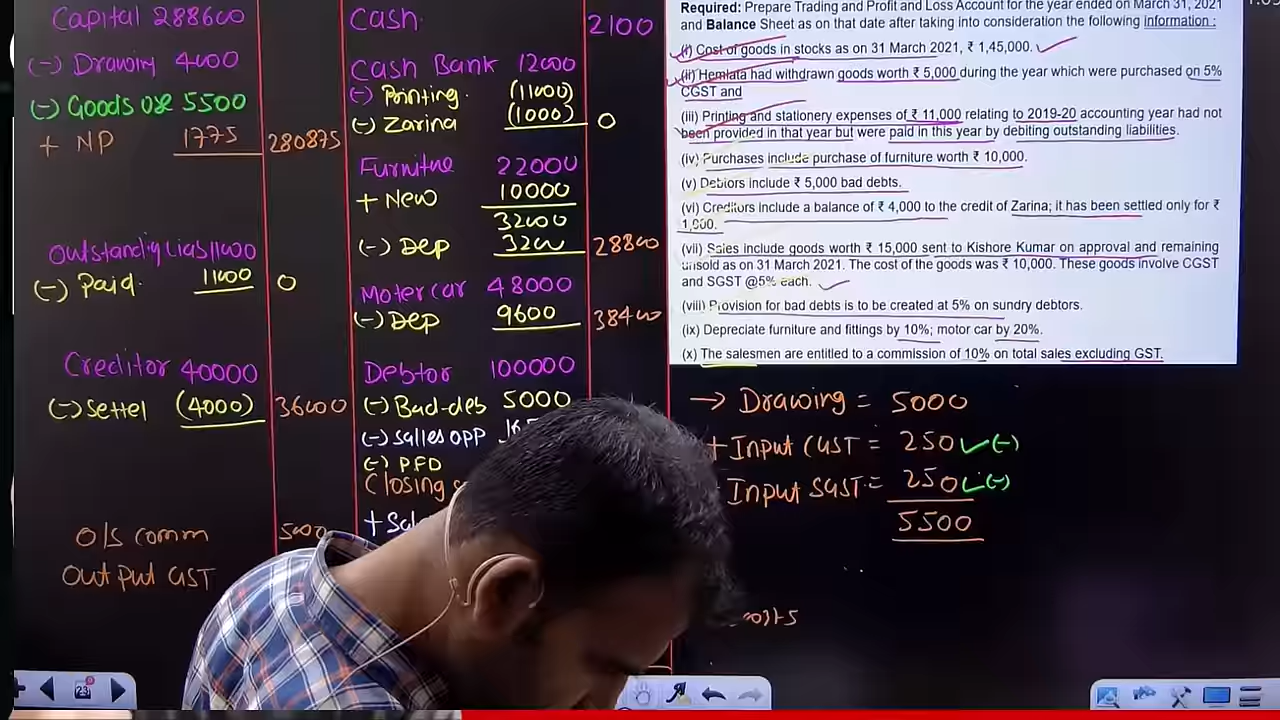 Capital 288600
(-) Drawing 4000
(-) Goods use 5500
+ NP 1775 280875
Outstandig Lias 11000
(-) Paid. 11000 0
Creditor 40000
(-) Settel (4000) 36000
O/s comm 5000
Out put GST
Cash. 2100
Cash Bank 12000
(-) Printing. (11000)
(-) Zarina (1000) 0
Furnitue 22000
+ New 10000
32000
(-) Dep 3200 28800
Motercar 48000
(-) Dep 9600 38400
Debtor 100000
(-) Bad-deb 5000
(-) Salles opp
(-) PFD
Closing
Required: Prepare Trading and Profit and Loss Account for the year ended on March 31, 2021
and Balance Sheet as on that date after taking into consideration the following information :
(i) Cost of goods in stocks as on 31 March 2021, ₹ 1,45,000.
(ii) Hemlata had withdrawn goods worth ₹ 5,000 during the year which were purchased on 5%
CGST and
(iii) Printing and stationery expenses of ₹ 11,000 relating to 2019-20 accounting year had not
been provided in that year but were paid in this year by debiting outstanding liabilities.
(iv) Purchases include purchase of furniture worth ₹ 10,000.
(v) Debtors include ₹ 5,000 bad debts.
(vi) Creditors include a balance of ₹ 4,000 to the credit of Zarina; it has been settled only for ₹
1,000.
(vii) Sales include goods worth ₹ 15,000 sent to Kishore Kumar on approval and remaining
unsold as on 31 March 2021. The cost of the goods was ₹ 10,000. These goods involve CGST
and SGST @5% each.
(viii) Provision for bad debts is to be created at 5% on sundry debtors.
(ix) Depreciate furniture and fittings by 10%; motor car by 20%.
(x) The salesmen are entitled to a commission of 10% on total sales excluding GST.
→ Drawing = 5000
+ Input CGST = 250 (-)
Input SGST = 250 (-)
5500